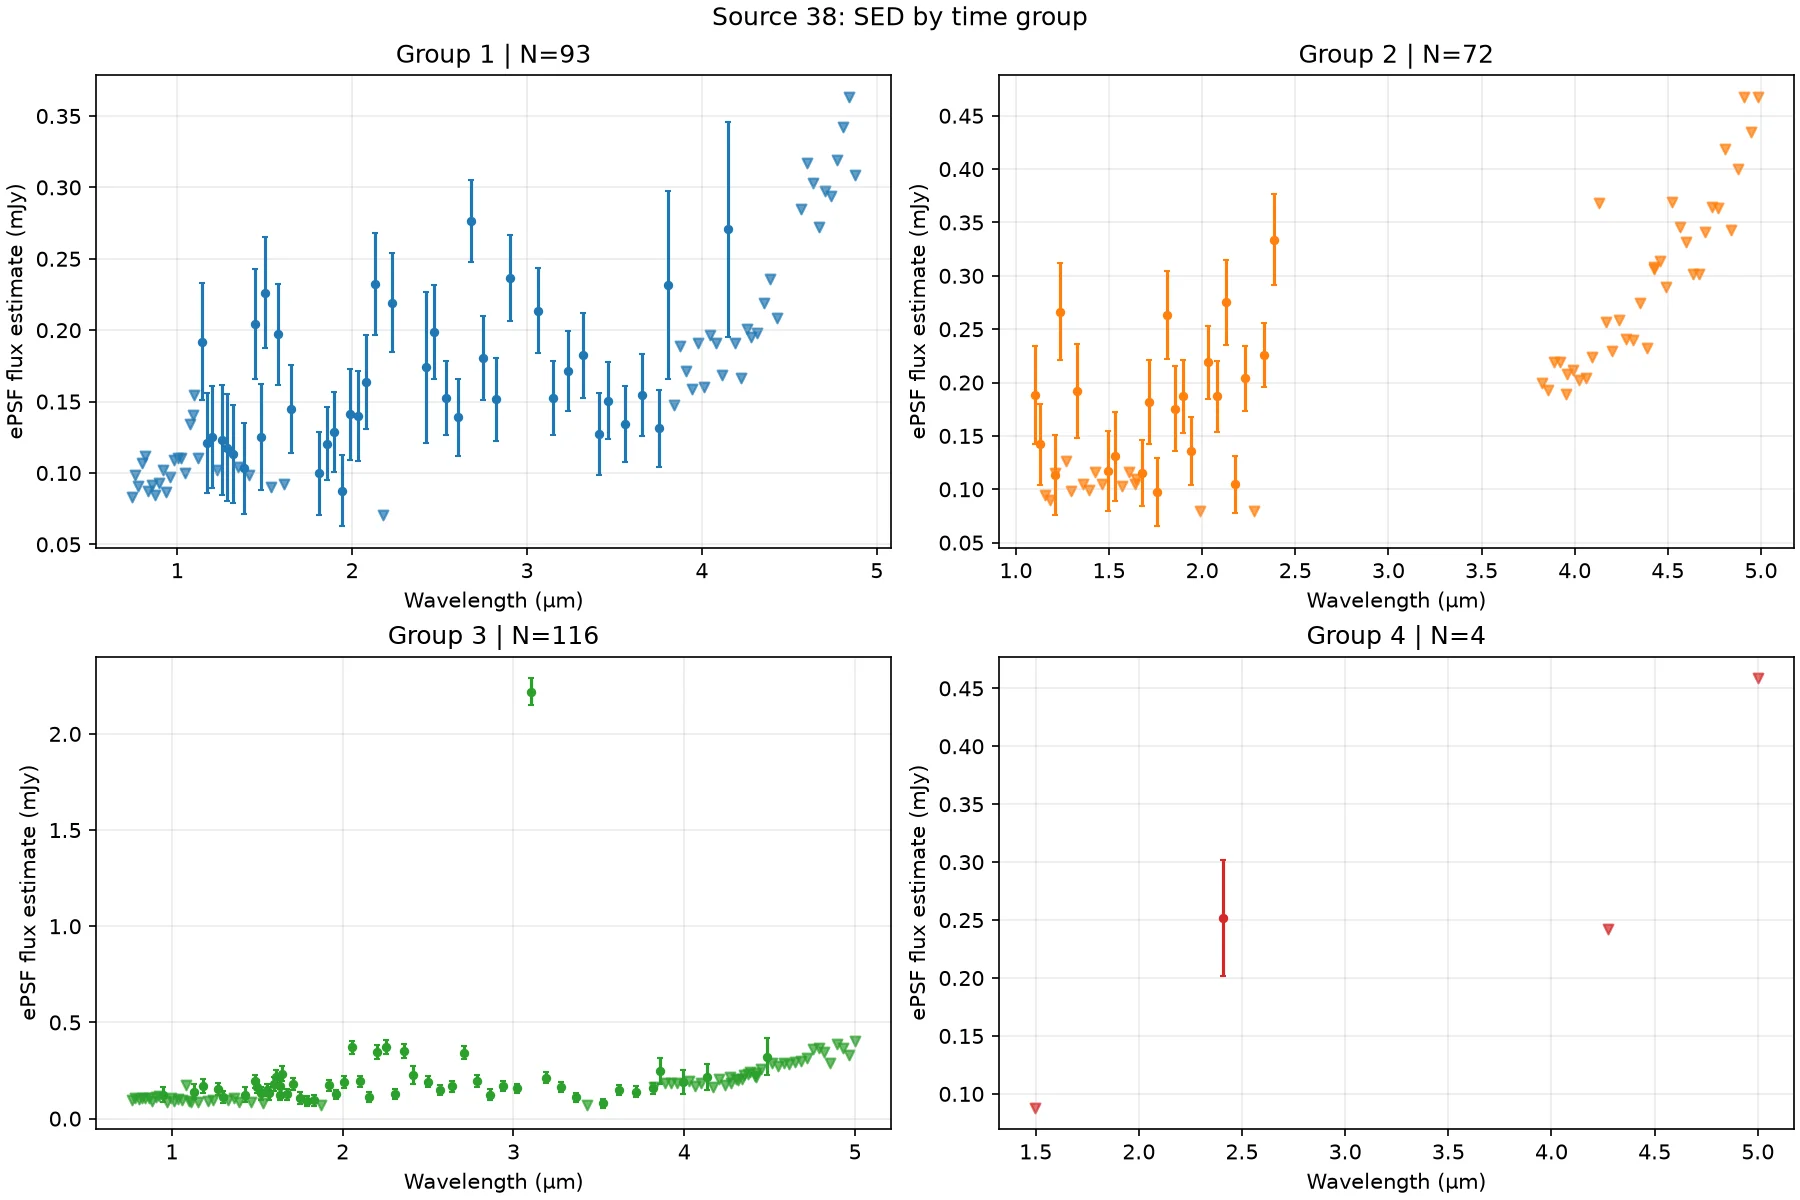 Source 38: SED by time group
Group 1 | N=93
ePSF flux estimate (mJy)
0.35
0.30
0.25
0.20
0.15
0.10
0.05
1 2 3 4 5
Wavelength (µm)
Group 2 | N=72
ePSF flux estimate (mJy)
0.45
0.40
0.35
0.30
0.25
0.20
0.15
0.10
0.05
1.0 1.5 2.0 2.5 3.0 3.5 4.0 4.5 5.0
Wavelength (µm)
Group 3 | N=116
ePSF flux estimate (mJy)
2.0
1.5
1.0
0.5
0.0
1 2 3 4 5
Wavelength (µm)
Group 4 | N=4
ePSF flux estimate (mJy)
0.45
0.40
0.35
0.30
0.25
0.20
0.15
0.10
1.5 2.0 2.5 3.0 3.5 4.0 4.5 5.0
Wavelength (µm)